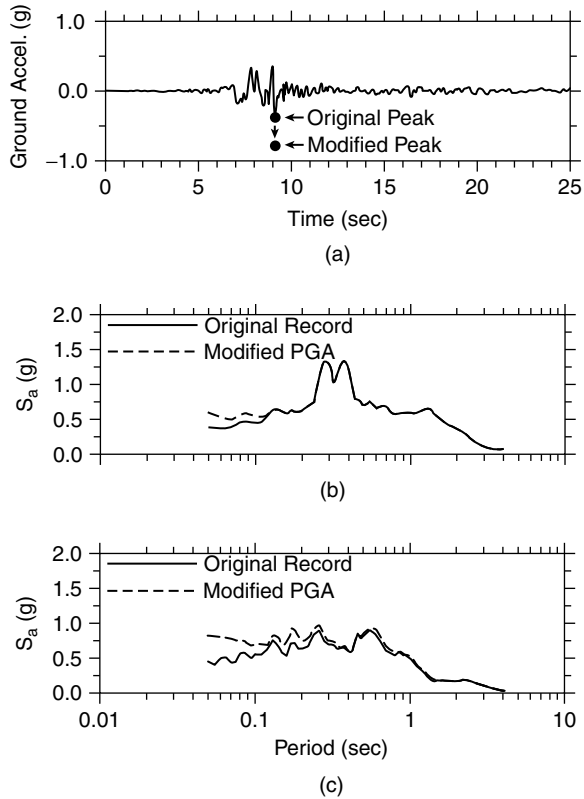 Ground Accel. (g)
1.0
0.0
−1.0
Original Peak
Modified Peak
0 5 10 15 20 25
Time (sec)
(a)
S_a (g)
2.0
1.5
1.0
0.5
0.0
Original Record
Modified PGA
(b)
S_a (g)
2.0
1.5
1.0
0.5
0.0
Original Record
Modified PGA
0.01 0.1 1 10
Period (sec)
(c)